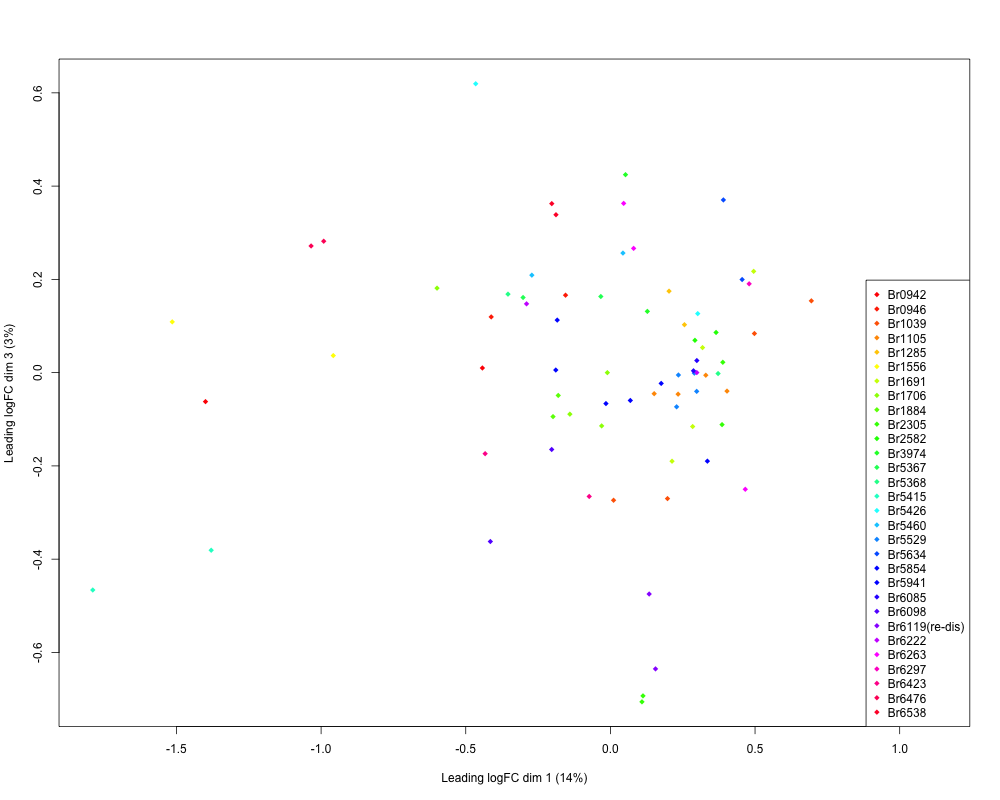 0.6
0.4
0.2
0.0
-0.2
-0.4
-0.6
Leading logFC dim 3 (3%)
Br0942
Br0946
Br1039
Br1105
Br1285
Br1556
Br1691
Br1706
Br1884
Br2305
Br2582
Br3974
Br5367
Br5368
Br5415
Br5426
Br5460
Br5529
Br5634
Br5854
Br5941
Br6085
Br6098
Br6119(re-dis)
Br6222
Br6263
Br6297
Br6423
Br6476
Br6538
-1.5 -1.0 -0.5 0.0 0.5 1.0
Leading logFC dim 1 (14%)